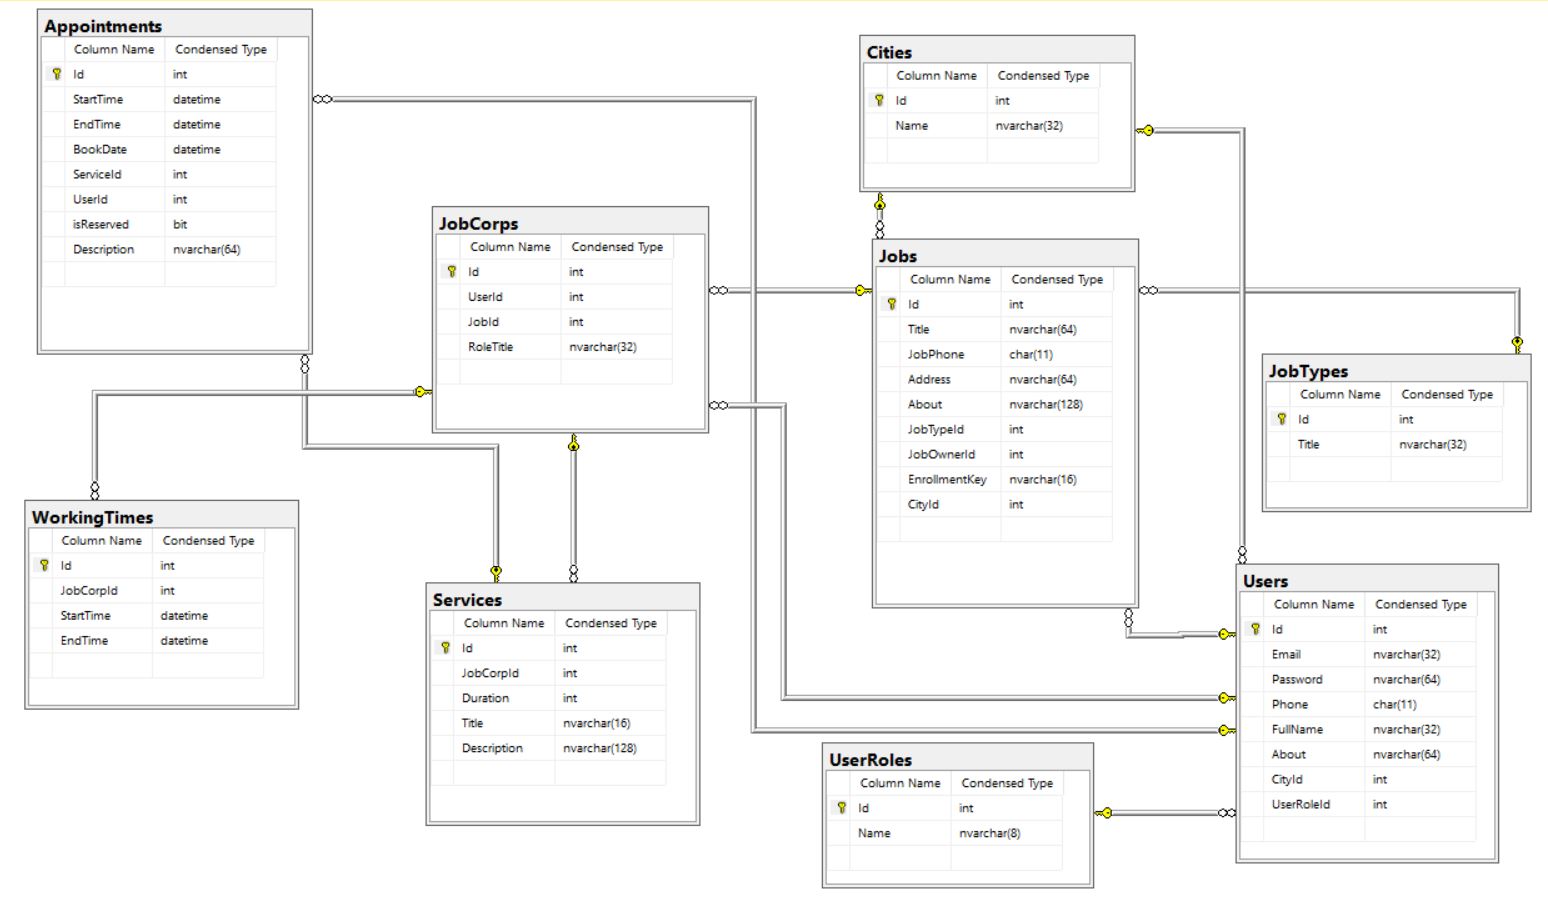 Appointments
Column Name Condensed Type
Id int
StartTime datetime
EndTime datetime
BookDate datetime
ServiceId int
UserId int
isReserved bit
Description nvarchar(64)
Cities
Column Name Condensed Type
Id int
Name nvarchar(32)
JobCorps
Column Name Condensed Type
Id int
UserId int
JobId int
RoleTitle nvarchar(32)
Jobs
Column Name Condensed Type
Id int
Title nvarchar(64)
JobPhone char(11)
Address nvarchar(64)
About nvarchar(128)
JobTypeId int
JobOwnerId int
EnrollmentKey nvarchar(16)
CityId int
JobTypes
Column Name Condensed Type
Id int
Title nvarchar(32)
WorkingTimes
Column Name Condensed Type
Id int
JobCorpId int
StartTime datetime
EndTime datetime
Services
Column Name Condensed Type
Id int
JobCorpId int
Duration int
Title nvarchar(16)
Description nvarchar(128)
Users
Column Name Condensed Type
Id int
Email nvarchar(32)
Password nvarchar(64)
Phone char(11)
FullName nvarchar(32)
About nvarchar(64)
CityId int
UserRoleId int
UserRoles
Column Name Condensed Type
Id int
Name nvarchar(8)